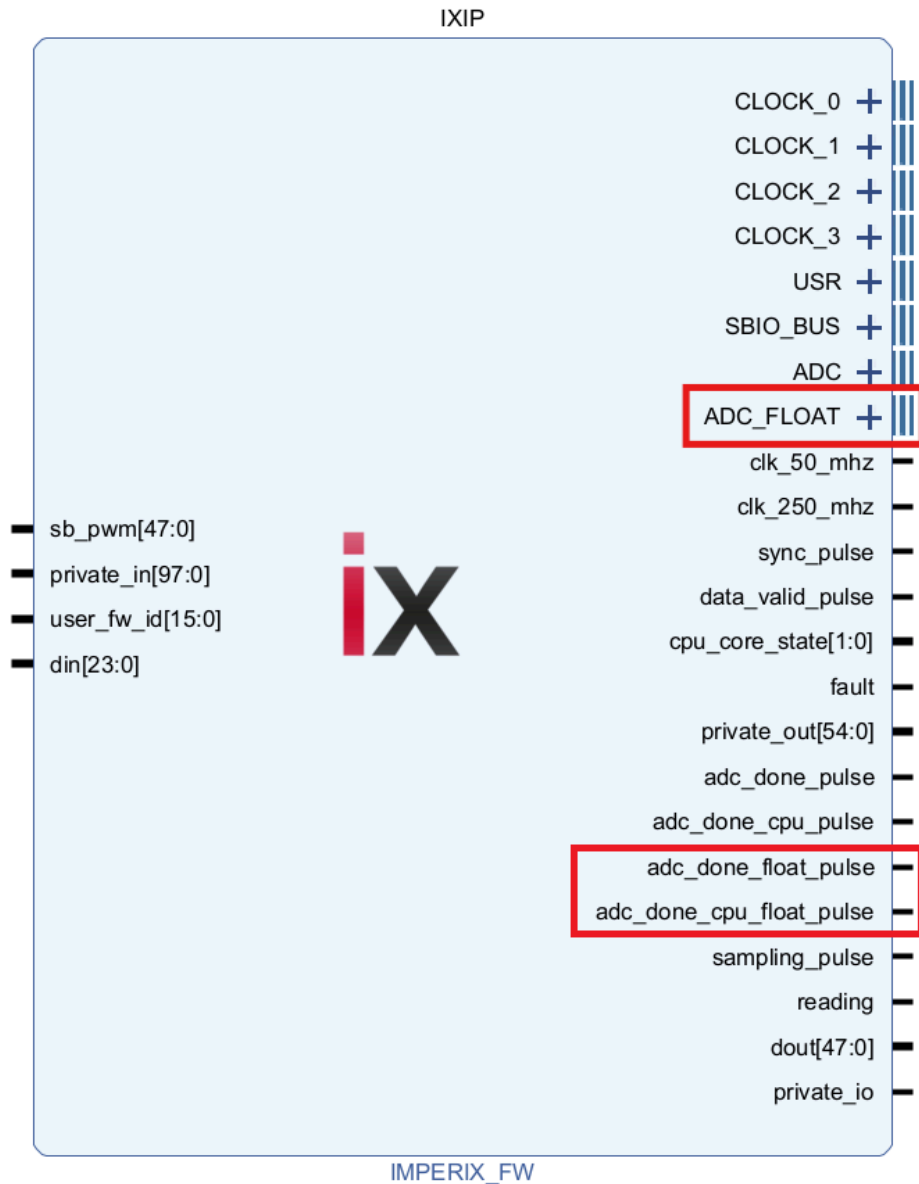 IXIP
CLOCK_0
CLOCK_1
CLOCK_2
CLOCK_3
USR
SBIO_BUS
ADC
ADC_FLOAT
clk_50_mhz
clk_250_mhz
sync_pulse
data_valid_pulse
cpu_core_state[1:0]
fault
private_out[54:0]
adc_done_pulse
adc_done_cpu_pulse
adc_done_float_pulse
adc_done_cpu_float_pulse
sampling_pulse
reading
dout[47:0]
private_io
sb_pwm[47:0]
private_in[97:0]
user_fw_id[15:0]
din[23:0]
ix
IMPERIX_FW